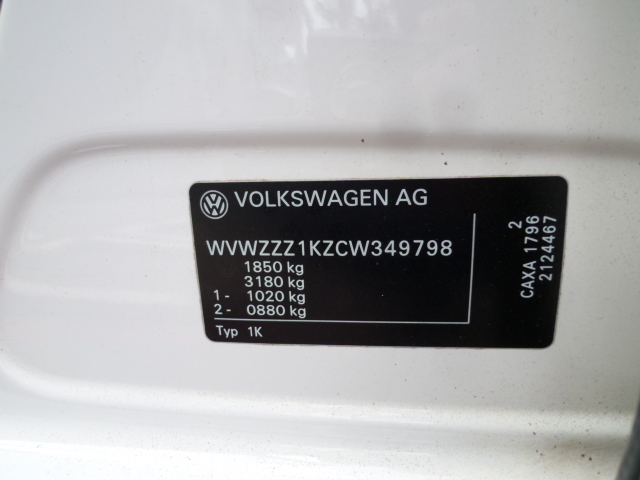 VOLKSWAGEN AG
WVWZZZ1KZCW349798
1850 kg
3180 kg
1 - 1020 kg
2 - 0880 kg
Typ 1K
2
CAXA 1796
2124467